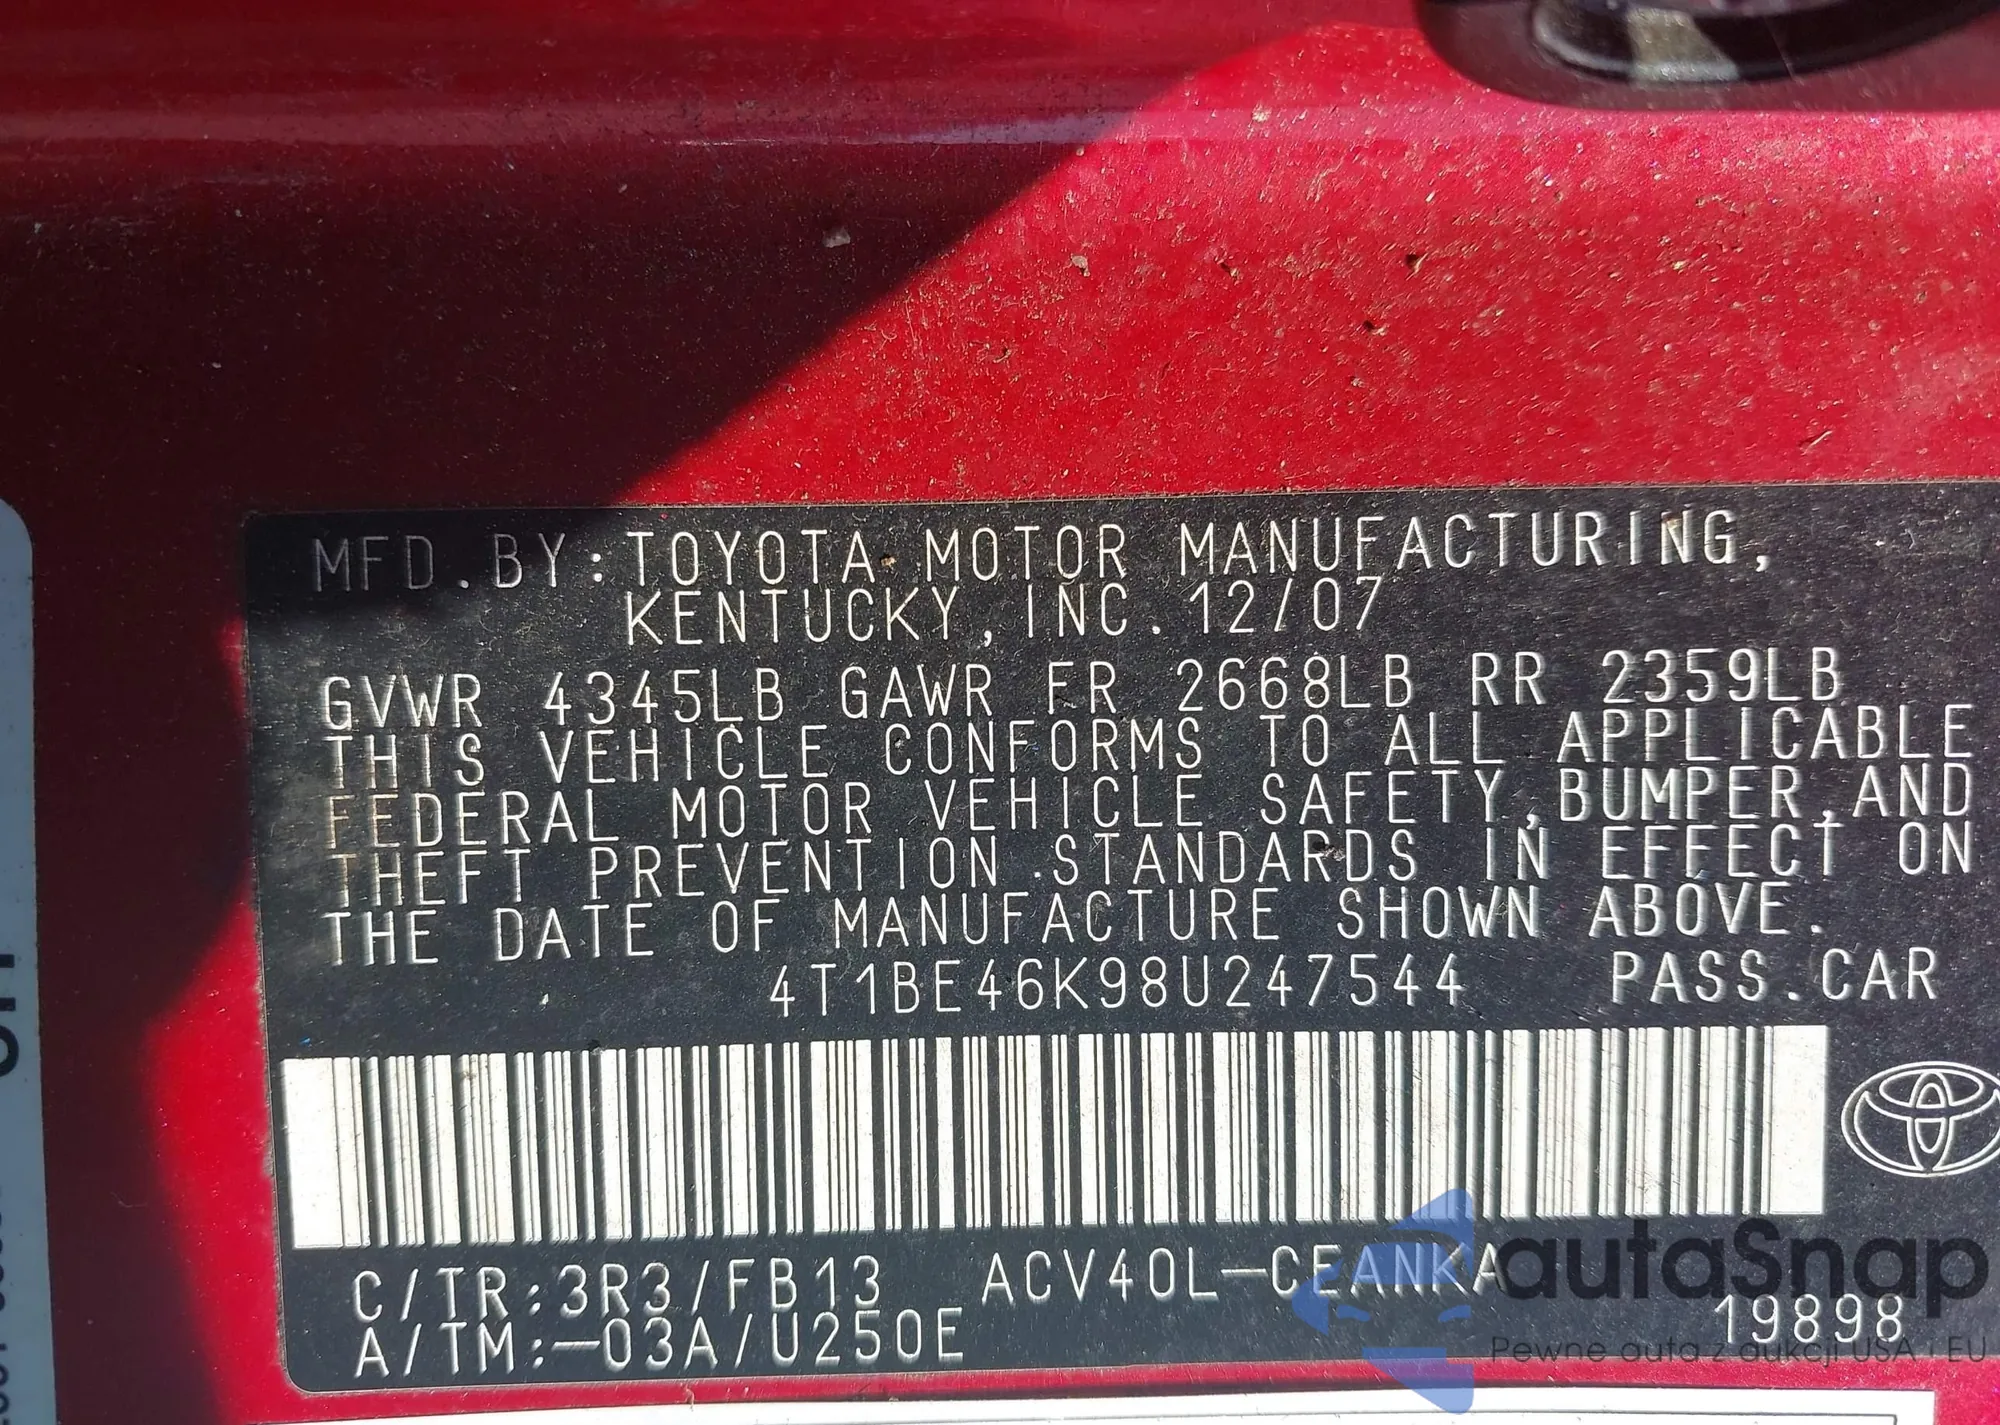 MFD.BY:TOYOTA MOTOR MANUFACTURING,
KENTUCKY,INC. 12/07
GVWR 4345LB GAWR FR 2668LB RR 2359LB
THIS VEHICLE CONFORMS TO ALL APPLICABLE
FEDERAL MOTOR VEHICLE SAFETY,BUMPER,AND
THEFT PREVENTION STANDARDS IN EFFECT ON
THE DATE OF MANUFACTURE SHOWN ABOVE.
4T1BE46K98U247544 PASS.CAR
C/TR:3R3/FB13 ACV40L-CEANKA
A/TM:-03A/U250E 19898
autaSnap
Pewne auta z aukcji USA i EU